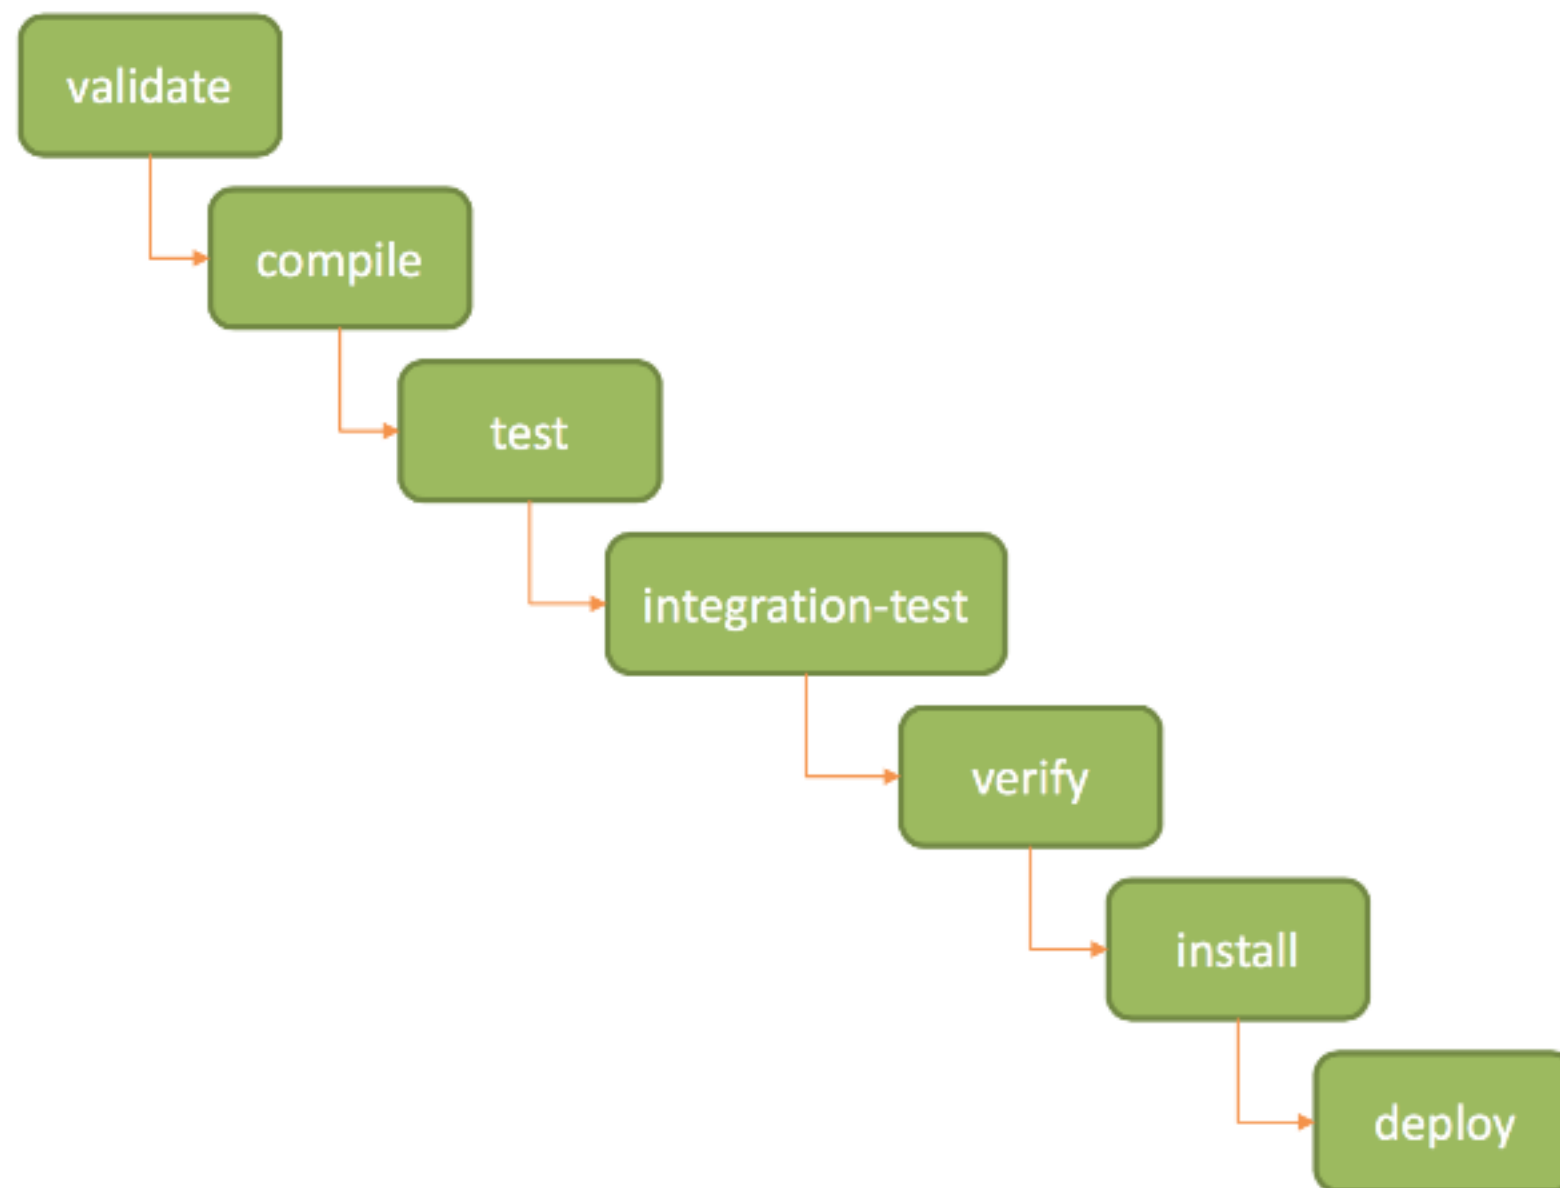 validate
compile
test
integration-test
verify
install
deploy